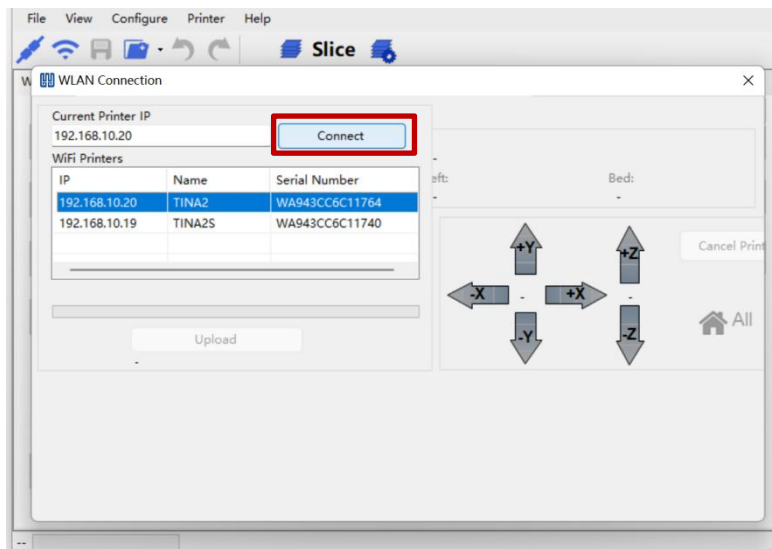 File View Configure Printer Help
Slice
W WLAN Connection
Current Printer IP
192.168.10.20 Connect
WiFi Printers
IP Name Serial Number
192.168.10.20 TINA2 WA943CC6C11764
192.168.10.19 TINA2S WA943CC6C11740
-
eft: Bed:
- -
+Y +Z Cancel Print
-X - +X -
-Y -Z All
Upload
-
--